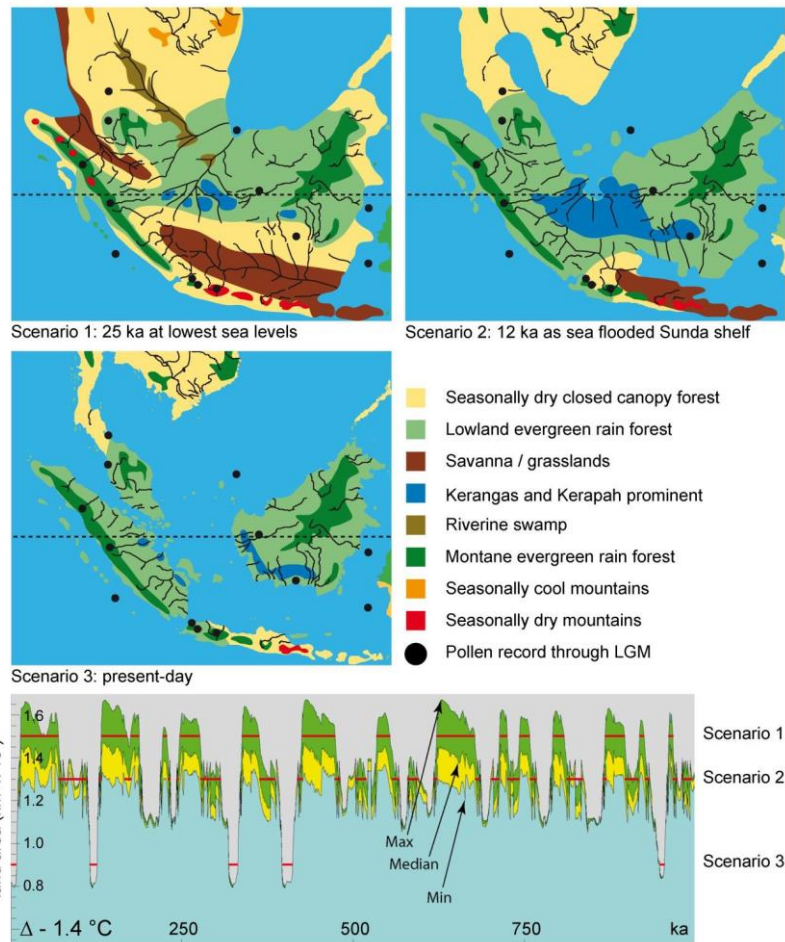 Scenario 1: 25 ka at lowest sea levels
Scenario 2: 12 ka as sea flooded Sunda shelf
Scenario 3: present-day
Seasonally dry closed canopy forest
Lowland evergreen rain forest
Savanna / grasslands
Kerangas and Kerapah prominent
Riverine swamp
Montane evergreen rain forest
Seasonally cool mountains
Seasonally dry mountains
Pollen record through LGM
1.6
1.4
1.2
1.0
0.8
Scenario 1
Scenario 2
Scenario 3
Max
Median
Min
Δ - 1.4 °C
250
500
750
ka